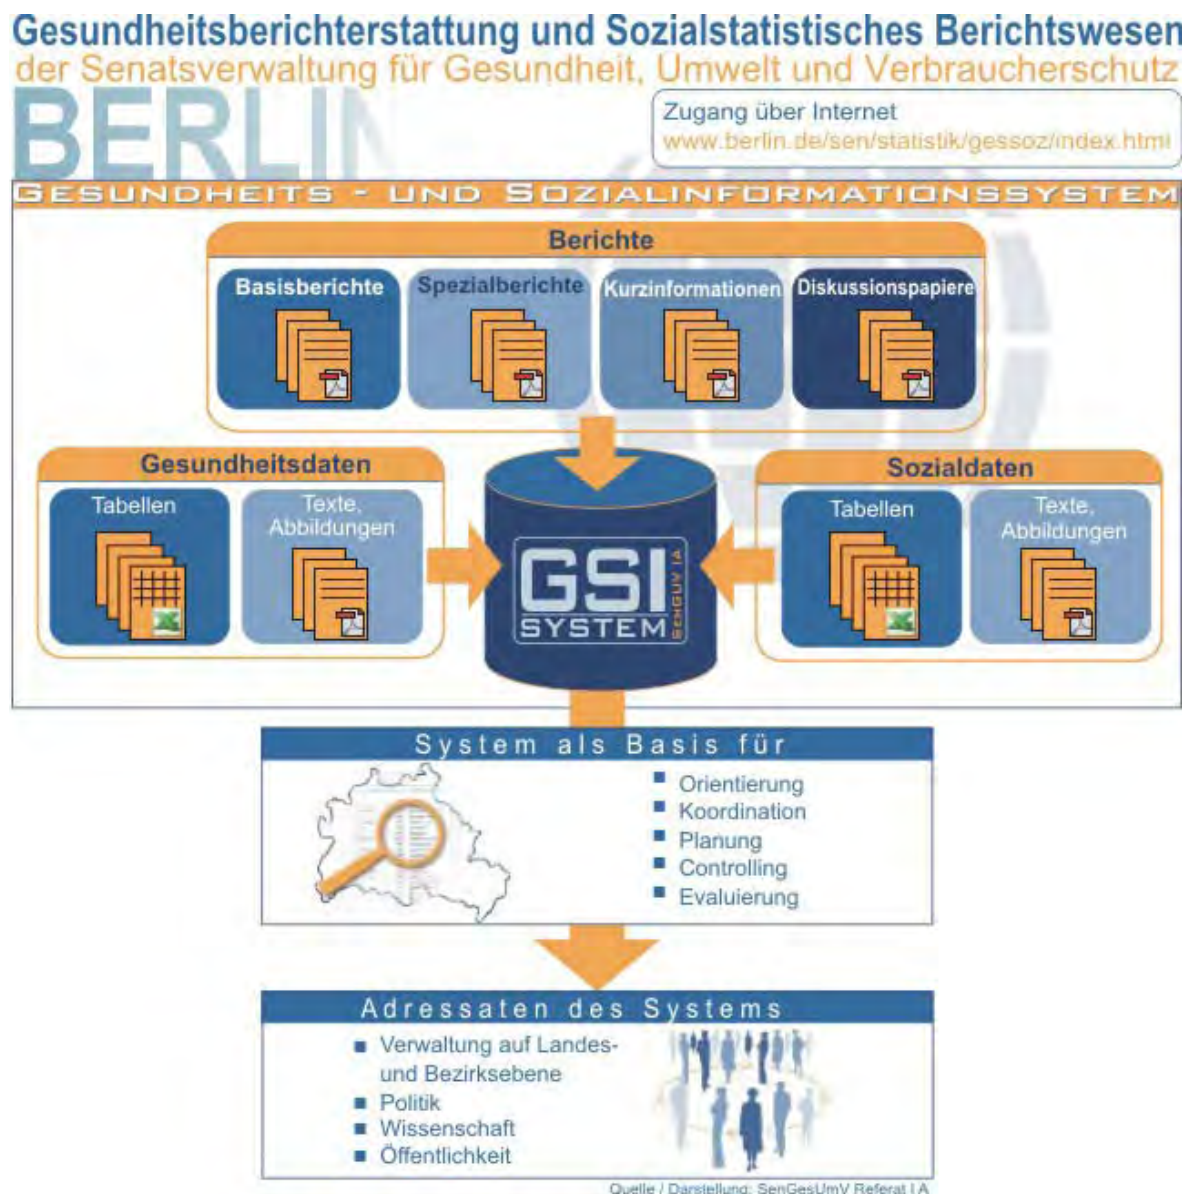 Gesundheitsberichterstattung und Sozialstatistisches Berichtswesen
der Senatsverwaltung für Gesundheit, Umwelt und Verbraucherschutz
BERLIN
Zugang über Internet
www.berlin.de/sen/statistik/gessoz/index.html
GESUNDHEITS - UND SOZIALINFORMATIONSSYSTEM
Berichte
Basisberichte
Spezialberichte
Kurzinformationen
Diskussionspapiere
Gesundheitsdaten
Tabellen
Texte,
Abbildungen
GSI
SYSTEM
SENGUV IA
Sozialdaten
Tabellen
Texte,
Abbildungen
System als Basis für
Orientierung
Koordination
Planung
Controlling
Evaluierung
Adressaten des Systems
Verwaltung auf Landes-
und Bezirksebene
Politik
Wissenschaft
Öffentlichkeit
Quelle / Darstellung: SenGesUmV Referat I A